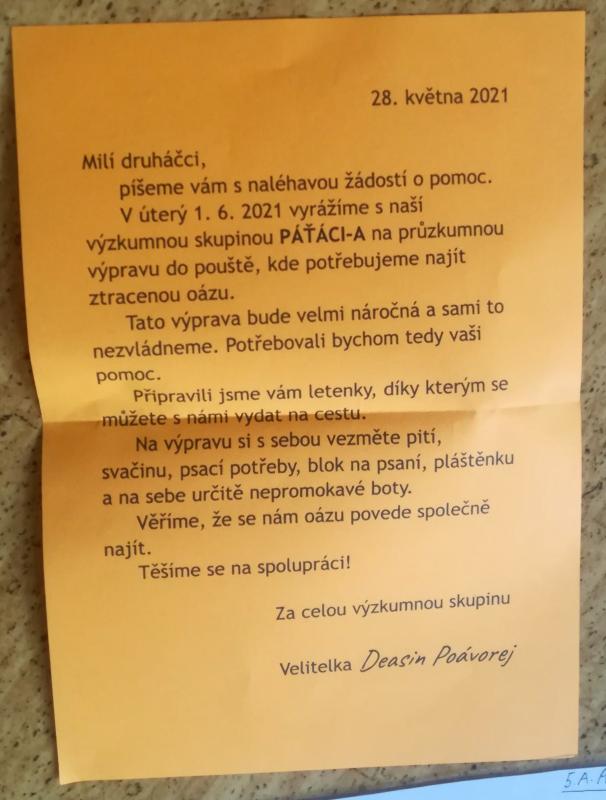 28. května 2021
Milí druháčci,
píšeme vám s naléhavou žádostí o pomoc.
V úterý 1. 6. 2021 vyrážíme s naší
výzkumnou skupinou PÁŤÁCI-A na průzkumnou
výpravu do pouště, kde potřebujeme najít
ztracenou oázu.
Tato výprava bude velmi náročná a sami to
nezvládneme. Potřebovali bychom tedy vaši
pomoc.
Připravili jsme vám letenky, díky kterým se
můžete s námi vydat na cestu.
Na výpravu si s sebou vezměte pití,
svačinu, psací potřeby, blok na psaní, pláštěnku
a na sebe určitě nepromokavé boty.
Věříme, že se nám oázu povede společně
najít.
Těšíme se na spolupráci!
Za celou výzkumnou skupinu
Velitelka Deasin Poávorej
5.A.